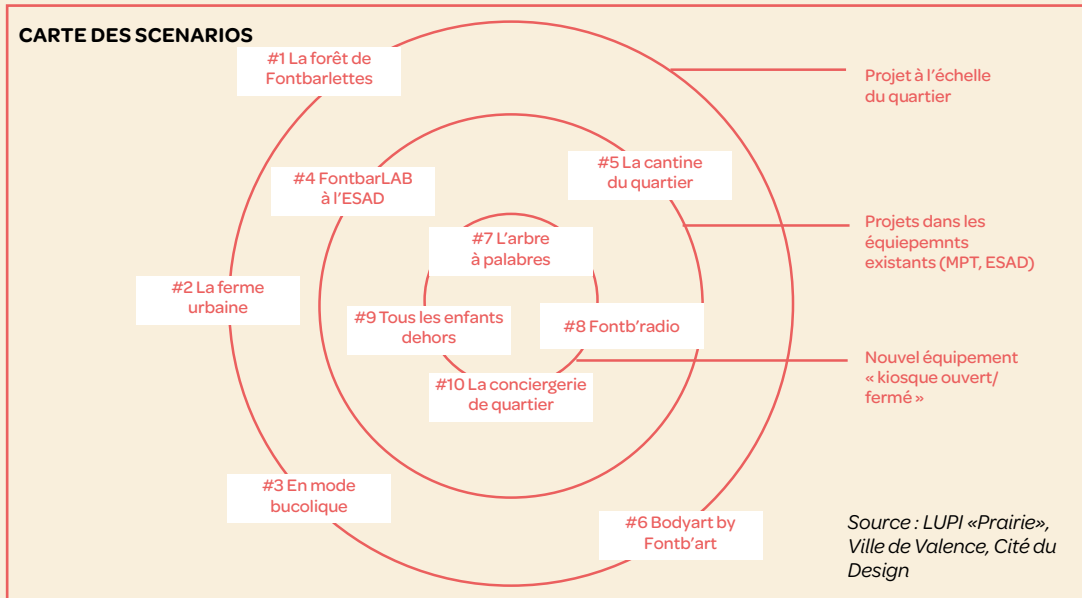 CARTE DES SCENARIOS
#1 La forêt de
Fontbarlettes
Projet à l’échelle
du quartier
#5 La cantine
du quartier
#4 FontbarLAB
à l’ESAD
#7 L’arbre
à palabres
Projets dans les
équiepemnts
existants (MPT, ESAD)
#2 La ferme
urbaine
#9 Tous les enfants
dehors
#8 Fontb’radio
Nouvel équipement
« kiosque ouvert/
fermé »
#10 La conciergerie
de quartier
#3 En mode
bucolique
#6 Bodyart by
Fontb’art
Source : LUPI «Prairie»,
Ville de Valence, Cité du
Design